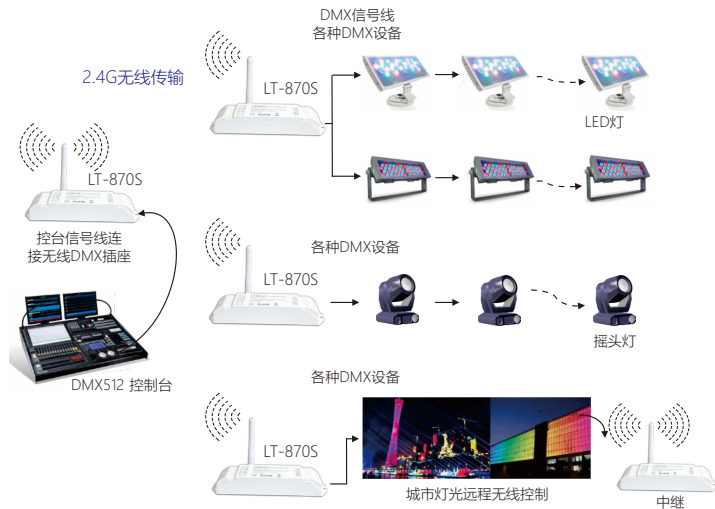 DMX信号线
各种DMX设备
2.4G无线传输
LT-870S
LED灯
LT-870S
控台信号线连
接无线DMX插座
各种DMX设备
LT-870S
摇头灯
DMX512 控制台
各种DMX设备
LT-870S
城市灯光远程无线控制
中继